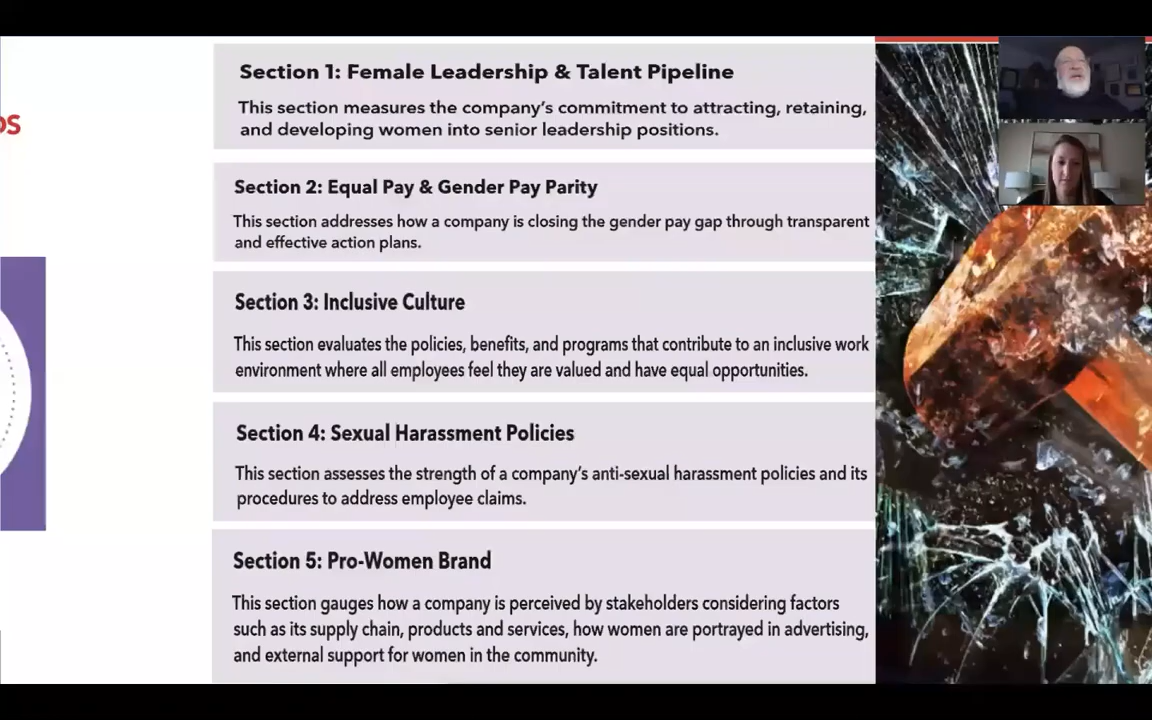 os
Section 1: Female Leadership & Talent Pipeline
This section measures the company's commitment to attracting, retaining,
and developing women into senior leadership positions.
Section 2: Equal Pay & Gender Pay Parity
This section addresses how a company is closing the gender pay gap through transparent
and effective action plans.
Section 3: Inclusive Culture
This section evaluates the policies, benefits, and programs that contribute to an inclusive work
environment where all employees feel they are valued and have equal opportunities.
Section 4: Sexual Harassment Policies
This section assesses the strength of a company's anti-sexual harassment policies and its
procedures to address employee claims.
Section 5: Pro-Women Brand
This section gauges how a company is perceived by stakeholders considering factors
such as its supply chain, products and services, how women are portrayed in advertising,
and external support for women in the community.